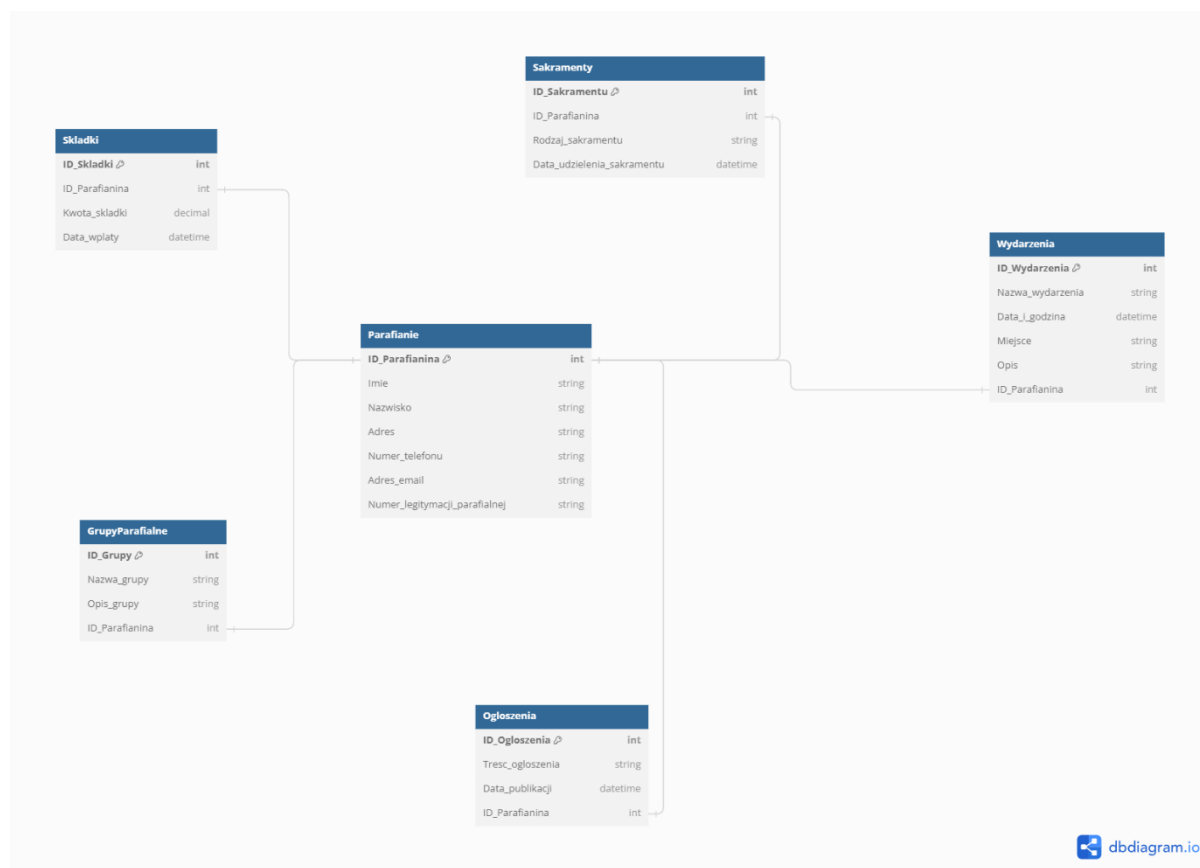 Sakramenty
ID_Sakramentu int
ID_Parafianina int
Rodzaj_sakramentu string
Data_udzielenia_sakramentu datetime
Skladki
ID_Skladki int
ID_Parafianina int
Kwota_skladki decimal
Data_wplaty datetime
Wydarzenia
ID_Wydarzenia int
Nazwa_wydarzenia string
Data_i_godzina datetime
Miejsce string
Opis string
ID_Parafianina int
Parafianie
ID_Parafianina int
Imie string
Nazwisko string
Adres string
Numer_telefonu string
Adres_email string
Numer_legitymacji_parafialnej string
GrupyParafialne
ID_Grupy int
Nazwa_grupy string
Opis_grupy string
ID_Parafianina int
Ogloszenia
ID_Ogloszenia int
Tresc_ogloszenia string
Data_publikacji datetime
ID_Parafianina int
dbdiagram.io